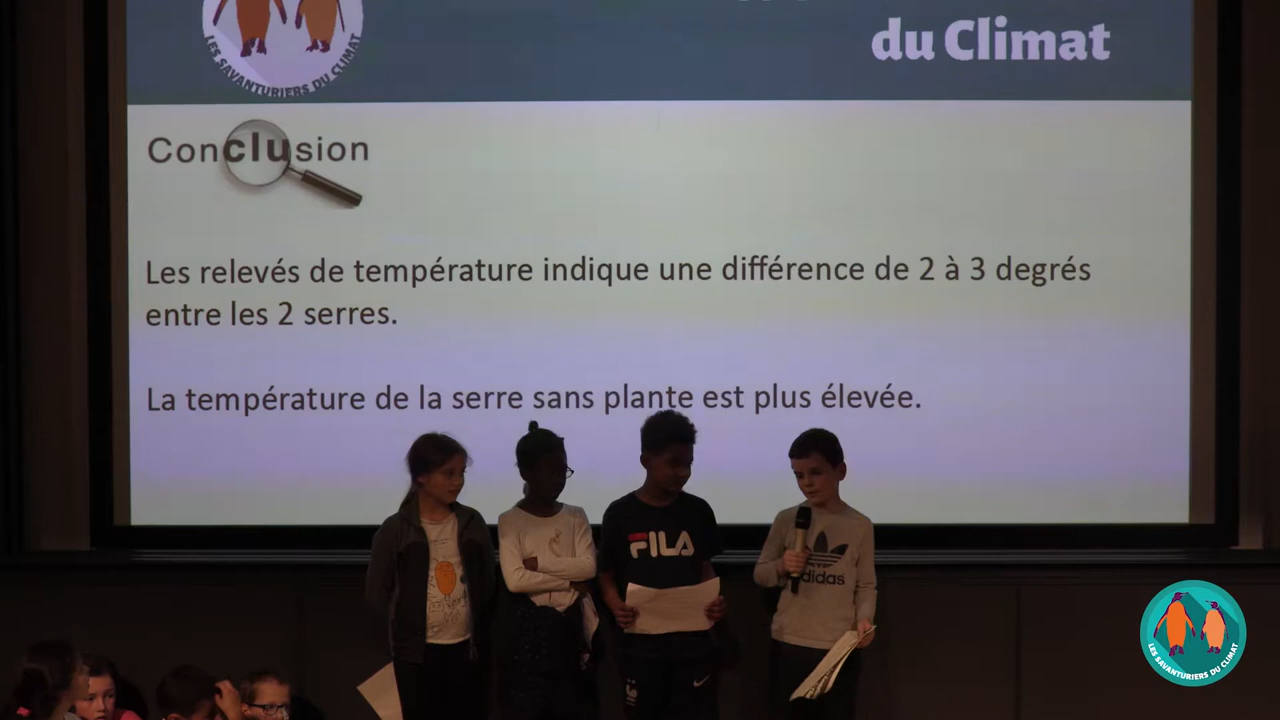 du Climat
LES SAVANTURIERS DU CLIMAT
Conclusion
Les relevés de température indique une différence de 2 à 3 degrés
entre les 2 serres.
La température de la serre sans plante est plus élevée.
FILA
adidas
LES SAVANTURIERS DU CLIMAT